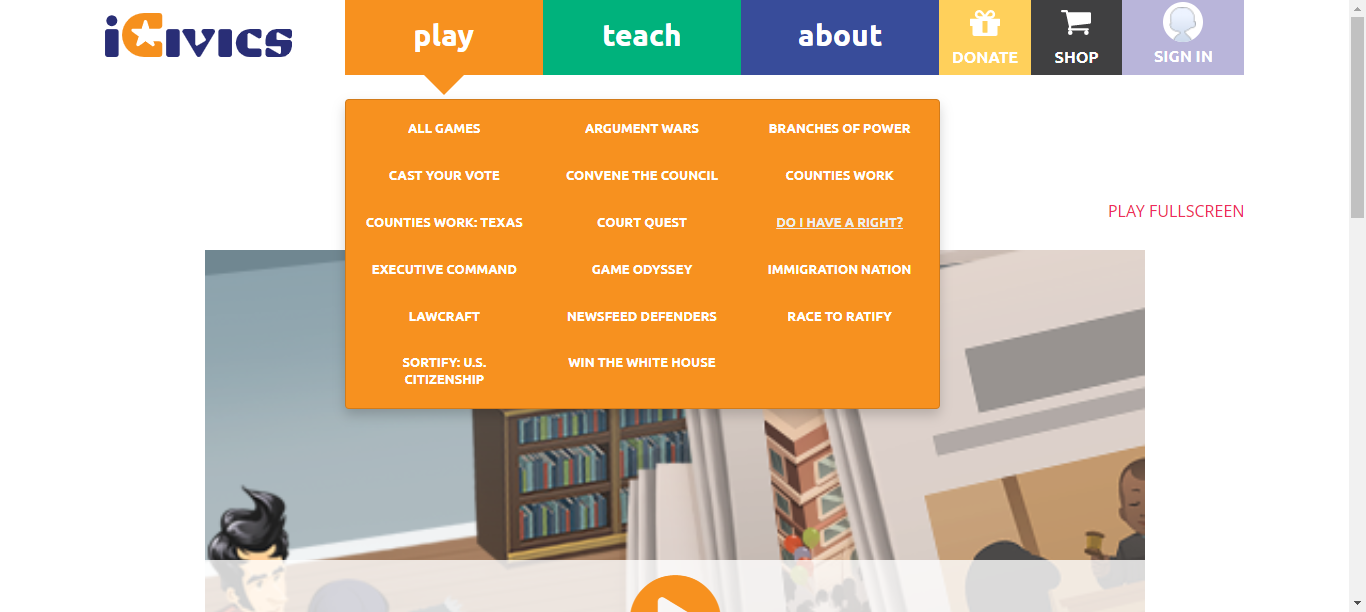 iCIVICS
play
teach
about
DONATE
SHOP
SIGN IN
ALL GAMES
ARGUMENT WARS
BRANCHES OF POWER
CAST YOUR VOTE
CONVENE THE COUNCIL
COUNTIES WORK
COUNTIES WORK: TEXAS
COURT QUEST
DO I HAVE A RIGHT?
EXECUTIVE COMMAND
GAME ODYSSEY
IMMIGRATION NATION
LAWCRAFT
NEWSFEED DEFENDERS
RACE TO RATIFY
SORTIFY: U.S.
CITIZENSHIP
WIN THE WHITE HOUSE
PLAY FULLSCREEN